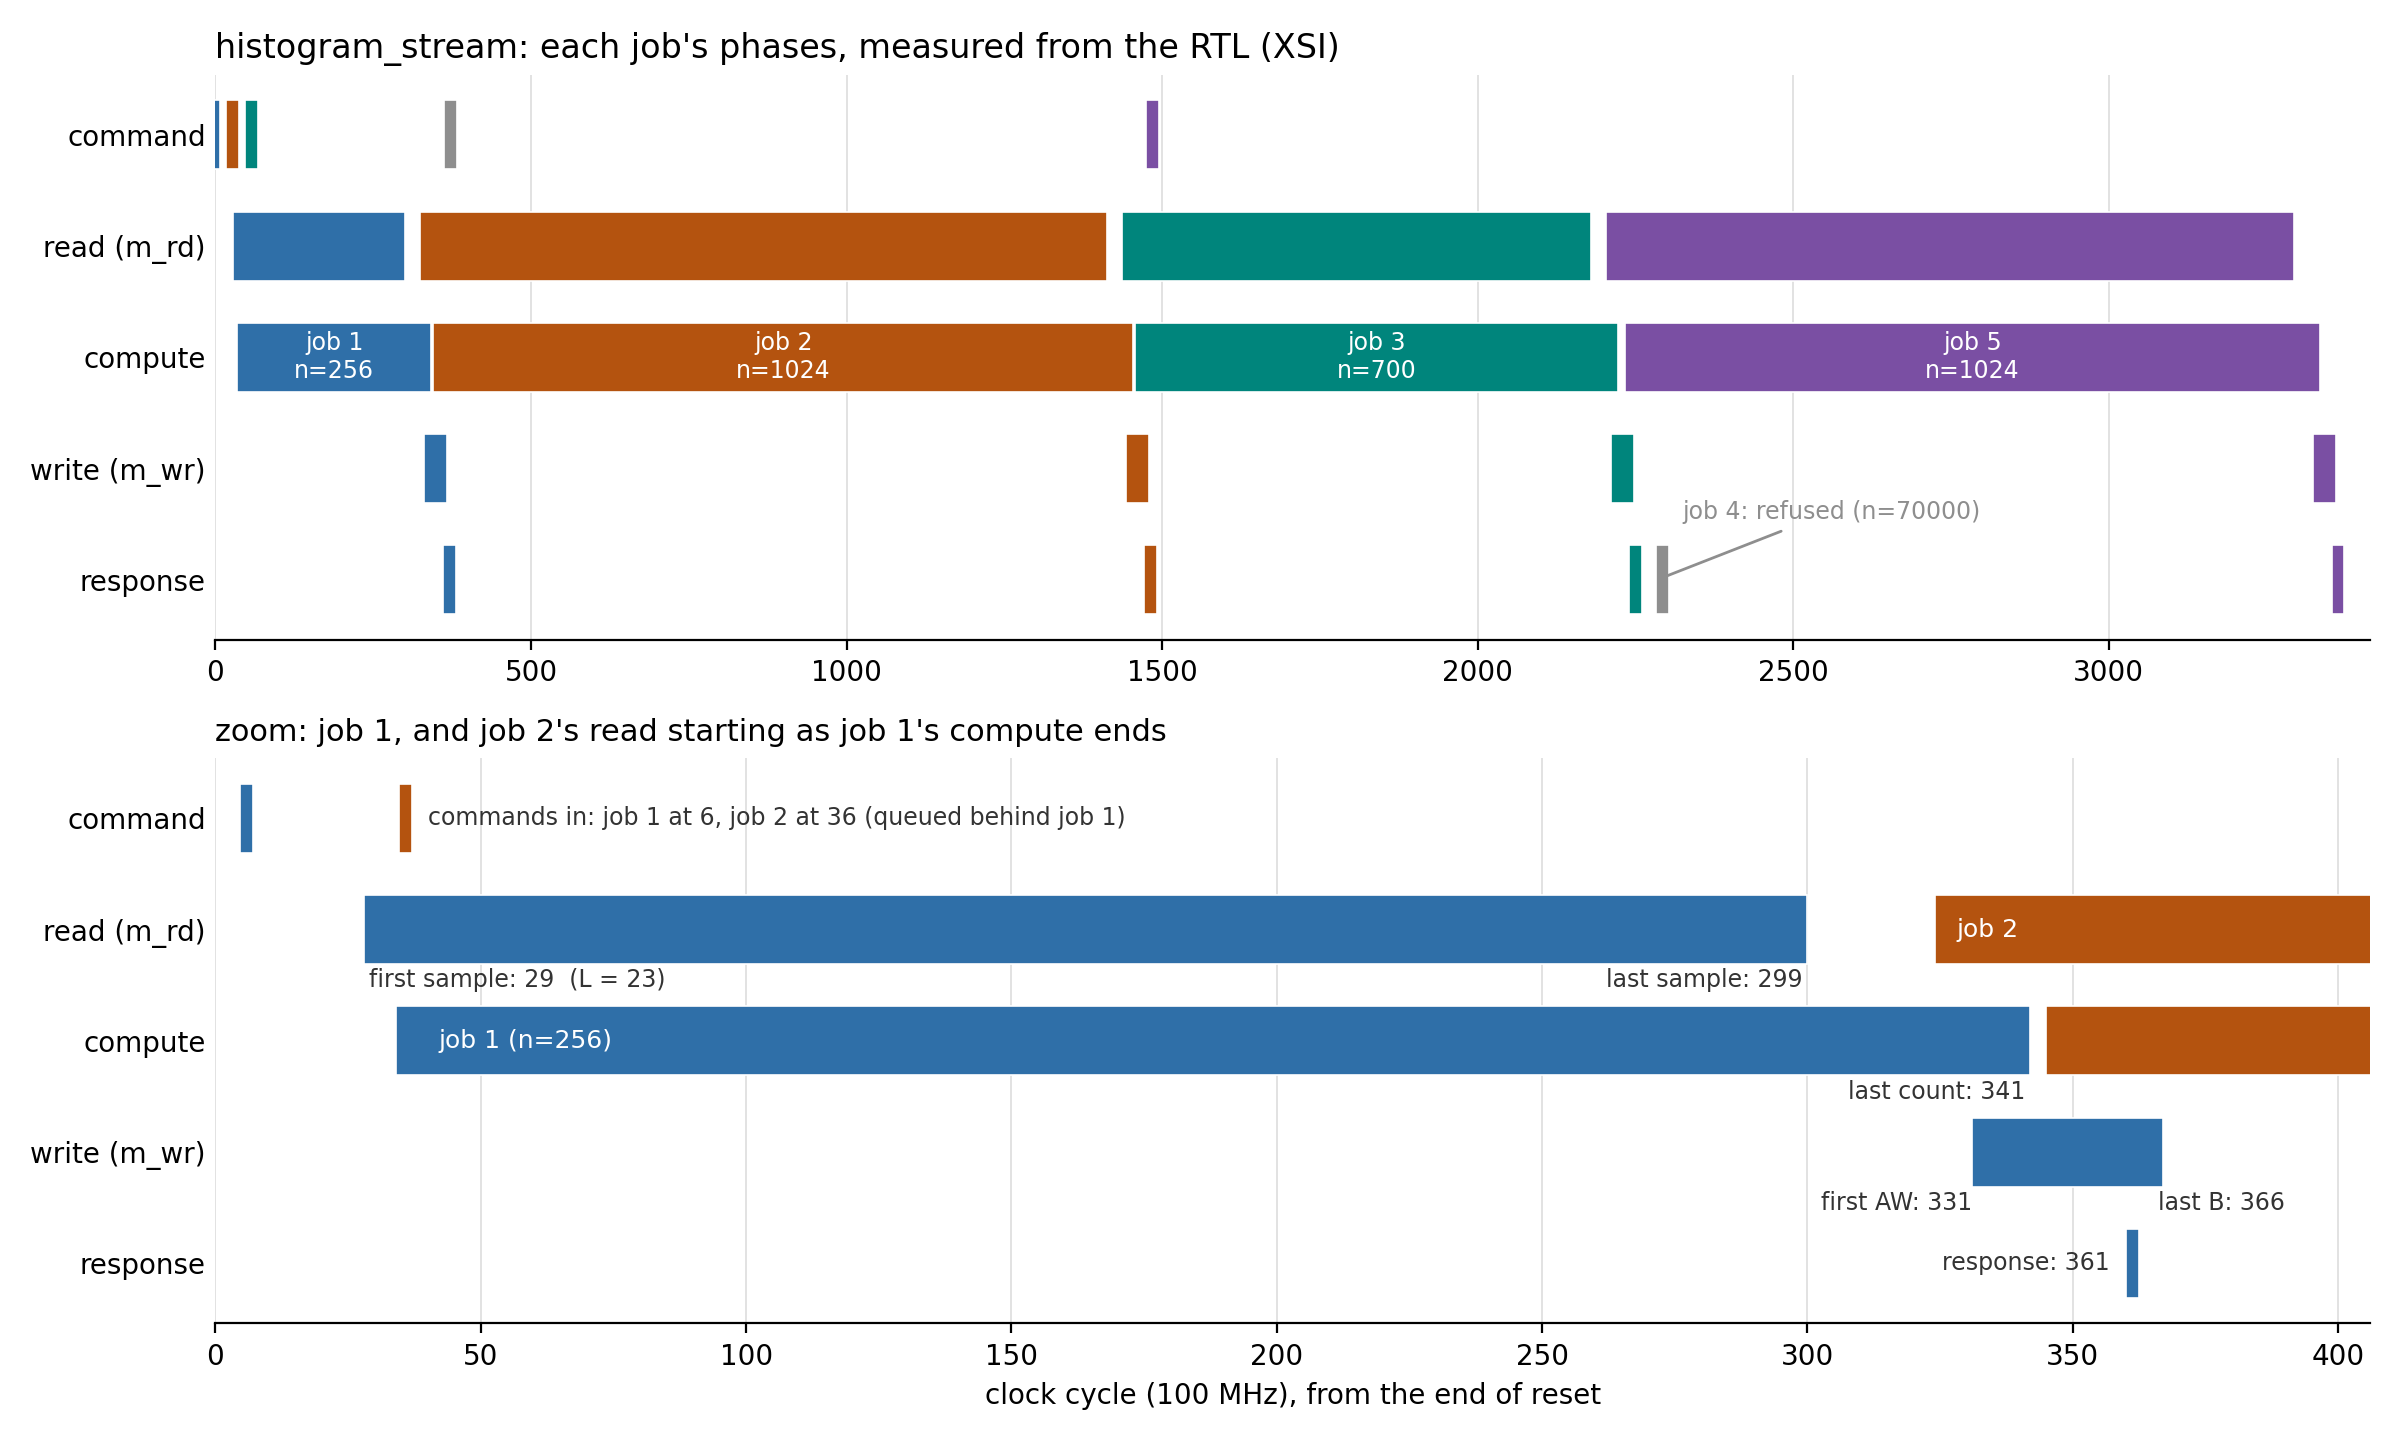 histogram_stream: each job's phases, measured from the RTL (XSI)
command
read (m_rd)
compute
job 1
n=256
job 2
n=1024
job 3
n=700
job 5
n=1024
write (m_wr)
job 4: refused (n=70000)
response
0 500 1000 1500 2000 2500 3000
zoom: job 1, and job 2's read starting as job 1's compute ends
command
commands in: job 1 at 6, job 2 at 36 (queued behind job 1)
read (m_rd)
job 2
first sample: 29 (L = 23)
last sample: 299
compute
job 1 (n=256)
last count: 341
write (m_wr)
first AW: 331
last B: 366
response
response: 361
0 50 100 150 200 250 300 350 400
clock cycle (100 MHz), from the end of reset